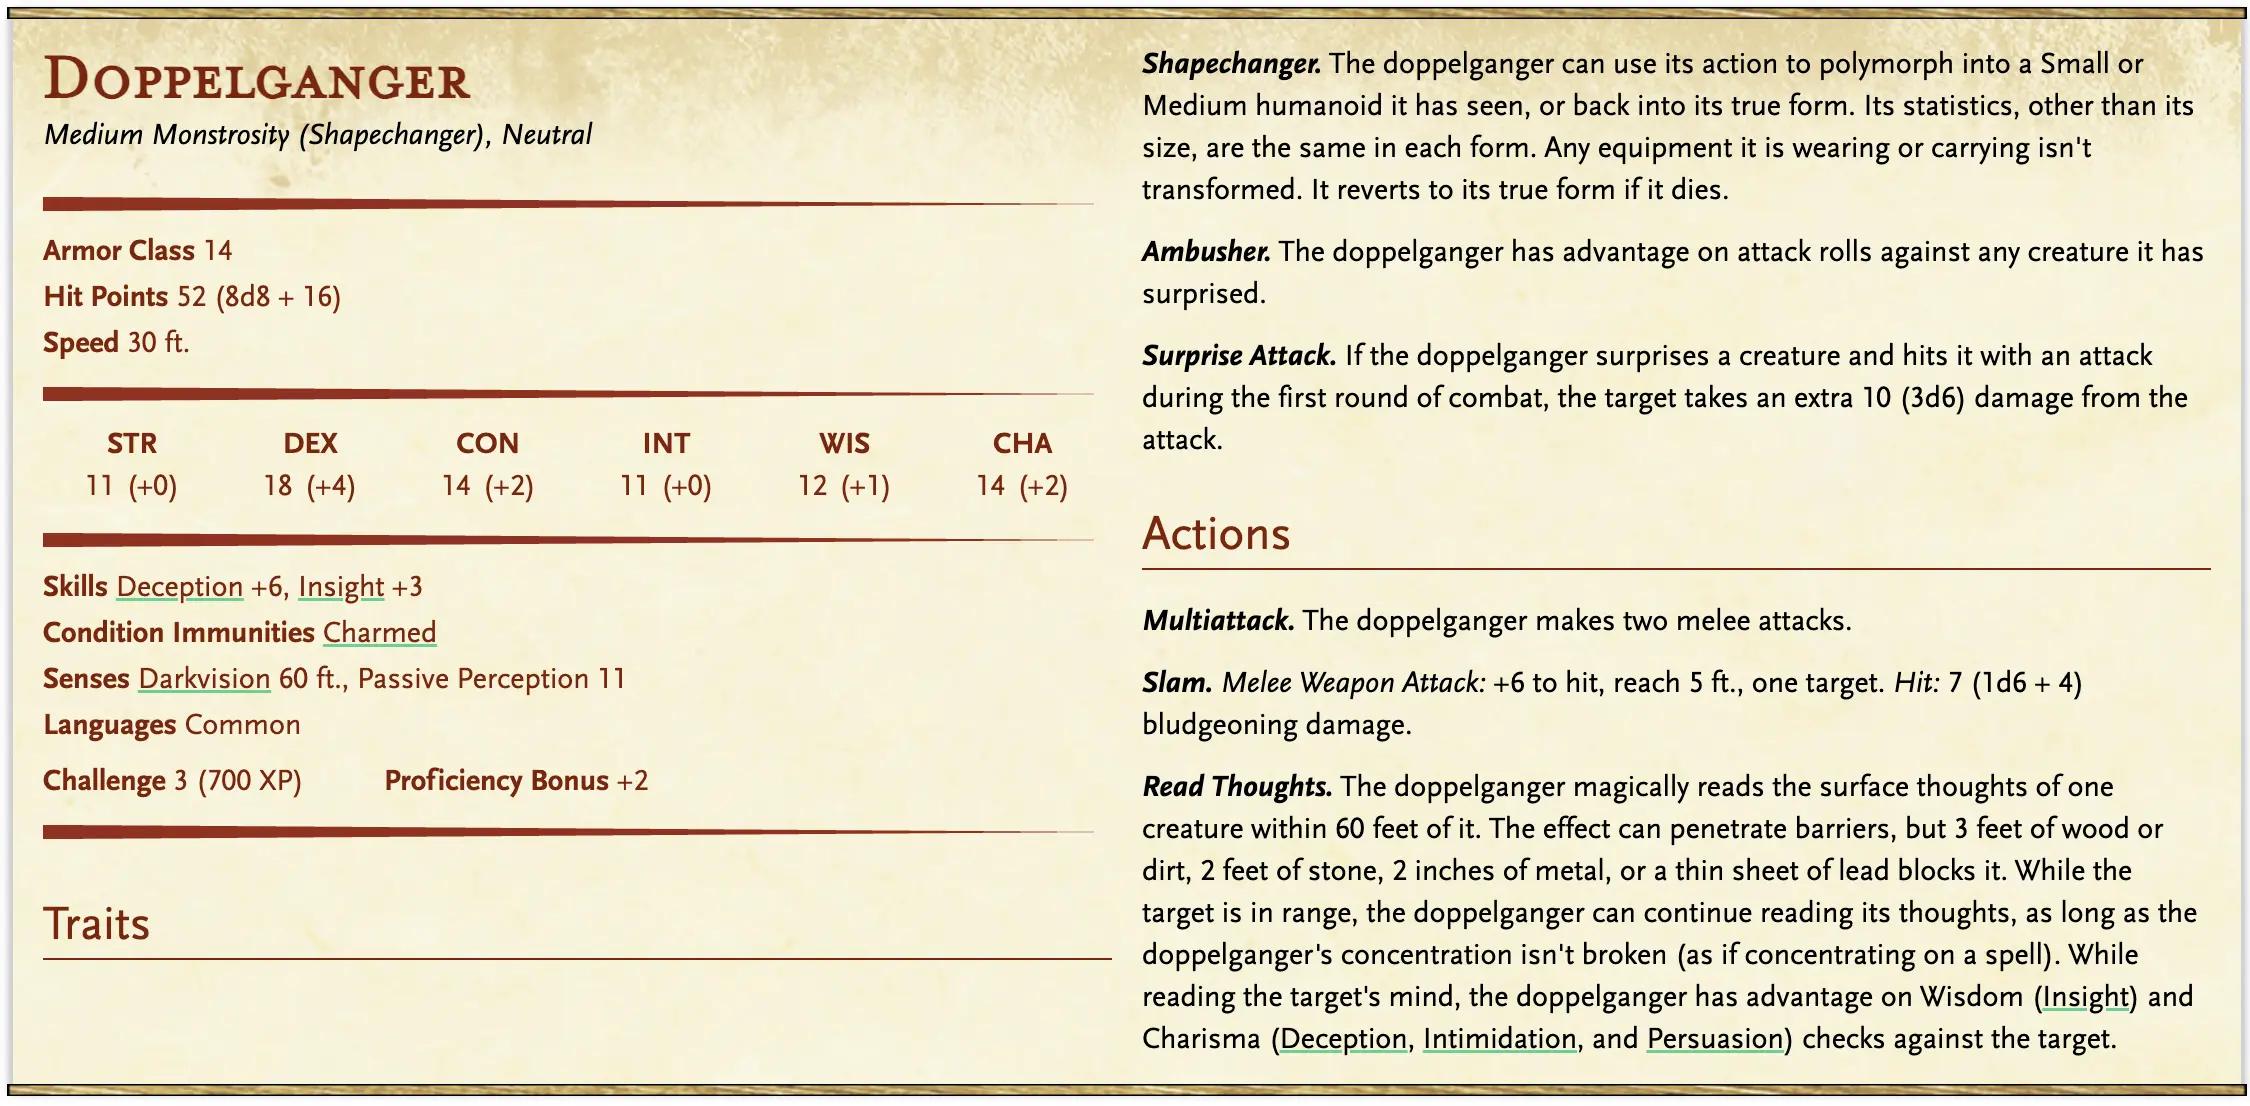 Doppelganger
Medium Monstrosity (Shapechanger), Neutral
Armor Class 14
Hit Points 52 (8d8 + 16)
Speed 30 ft.
STR DEX CON INT WIS CHA
11 (+0) 18 (+4) 14 (+2) 11 (+0) 12 (+1) 14 (+2)
Skills Deception +6, Insight +3
Condition Immunities Charmed
Senses Darkvision 60 ft., Passive Perception 11
Languages Common
Challenge 3 (700 XP) Proficiency Bonus +2
Traits
Shapechanger. The doppelganger can use its action to polymorph into a Small or
Medium humanoid it has seen, or back into its true form. Its statistics, other than its
size, are the same in each form. Any equipment it is wearing or carrying isn't
transformed. It reverts to its true form if it dies.
Ambusher. The doppelganger has advantage on attack rolls against any creature it has
surprised.
Surprise Attack. If the doppelganger surprises a creature and hits it with an attack
during the first round of combat, the target takes an extra 10 (3d6) damage from the
attack.
Actions
Multiattack. The doppelganger makes two melee attacks.
Slam. Melee Weapon Attack: +6 to hit, reach 5 ft., one target. Hit: 7 (1d6 + 4)
bludgeoning damage.
Read Thoughts. The doppelganger magically reads the surface thoughts of one
creature within 60 feet of it. The effect can penetrate barriers, but 3 feet of wood or
dirt, 2 feet of stone, 2 inches of metal, or a thin sheet of lead blocks it. While the
target is in range, the doppelganger can continue reading its thoughts, as long as the
doppelganger's concentration isn't broken (as if concentrating on a spell). While
reading the target's mind, the doppelganger has advantage on Wisdom (Insight) and
Charisma (Deception, Intimidation, and Persuasion) checks against the target.